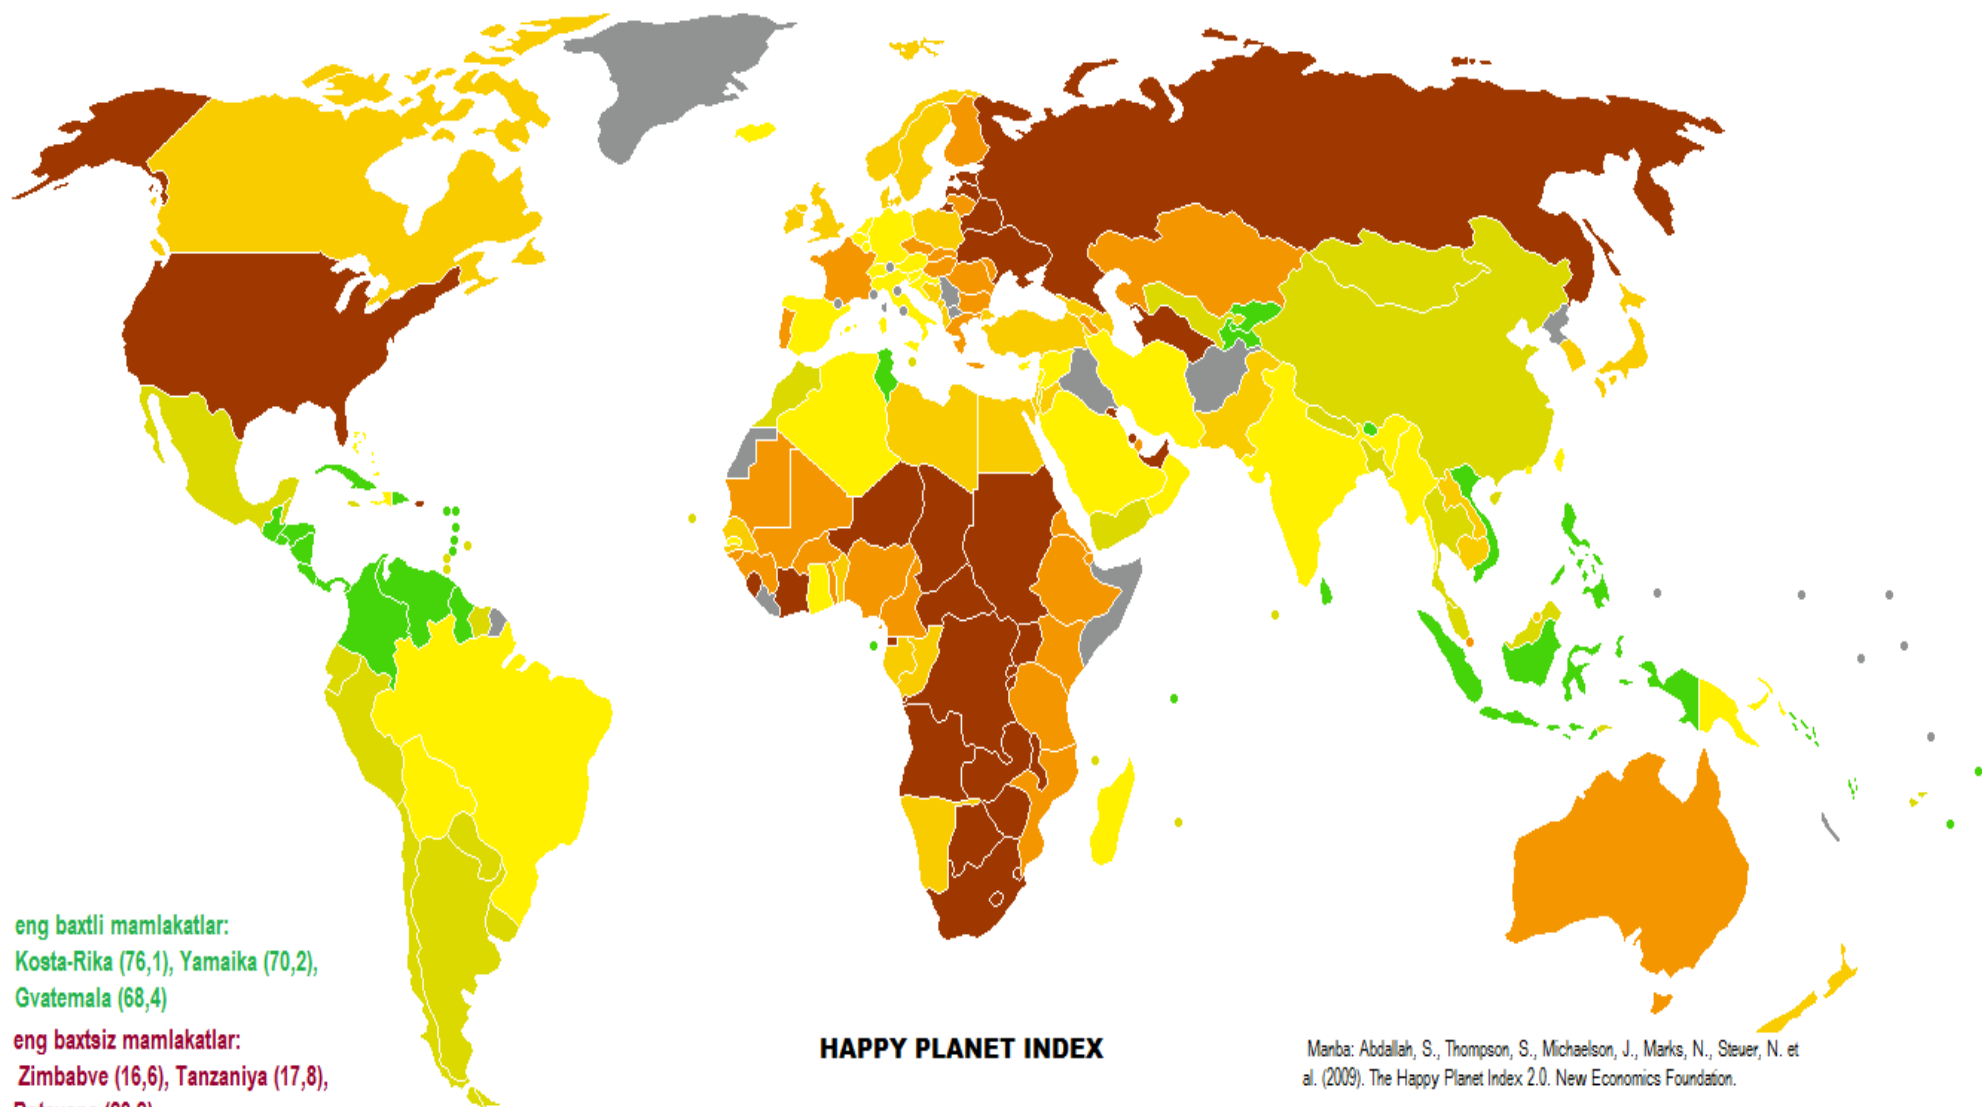 eng baxtli mamlakatlar:
Kosta-Rika (76,1), Yamaika (70,2),
Gvatemala (68,4)
eng baxtsiz mamlakatlar:
Zimbabve (16,6), Tanzaniya (17,8),
HAPPY PLANET INDEX
Manba: Abdallah, S., Thompson, S., Michaelson, J., Marks, N., Steuer, N. et
al. (2009). The Happy Planet Index 2.0. New Economics Foundation.